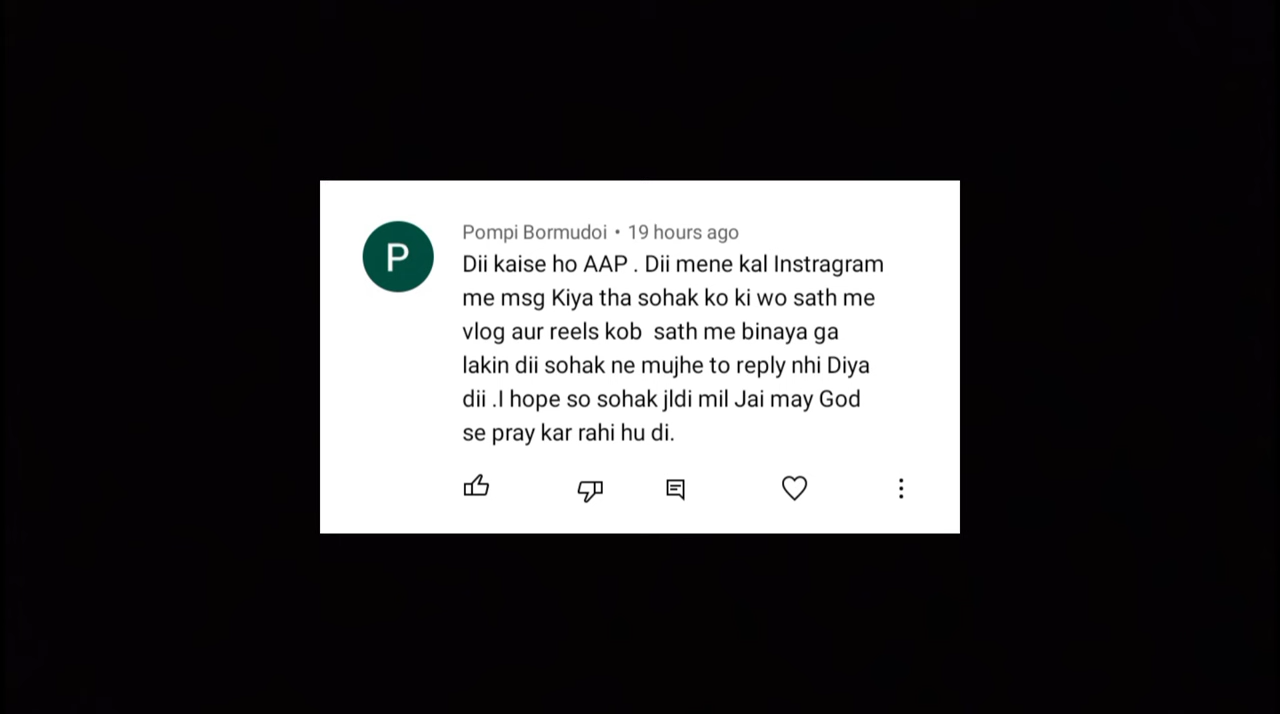 Pompi Bormudoi • 19 hours ago
Dii kaise ho AAP . Dii mene kal Instragram
me msg Kiya tha sohak ko ki wo sath me
vlog aur reels kob  sath me binaya ga
lakin dii sohak ne mujhe to reply nhi Diya
dii .I hope so sohak jldi mil Jai may God
se pray kar rahi hu di.
P